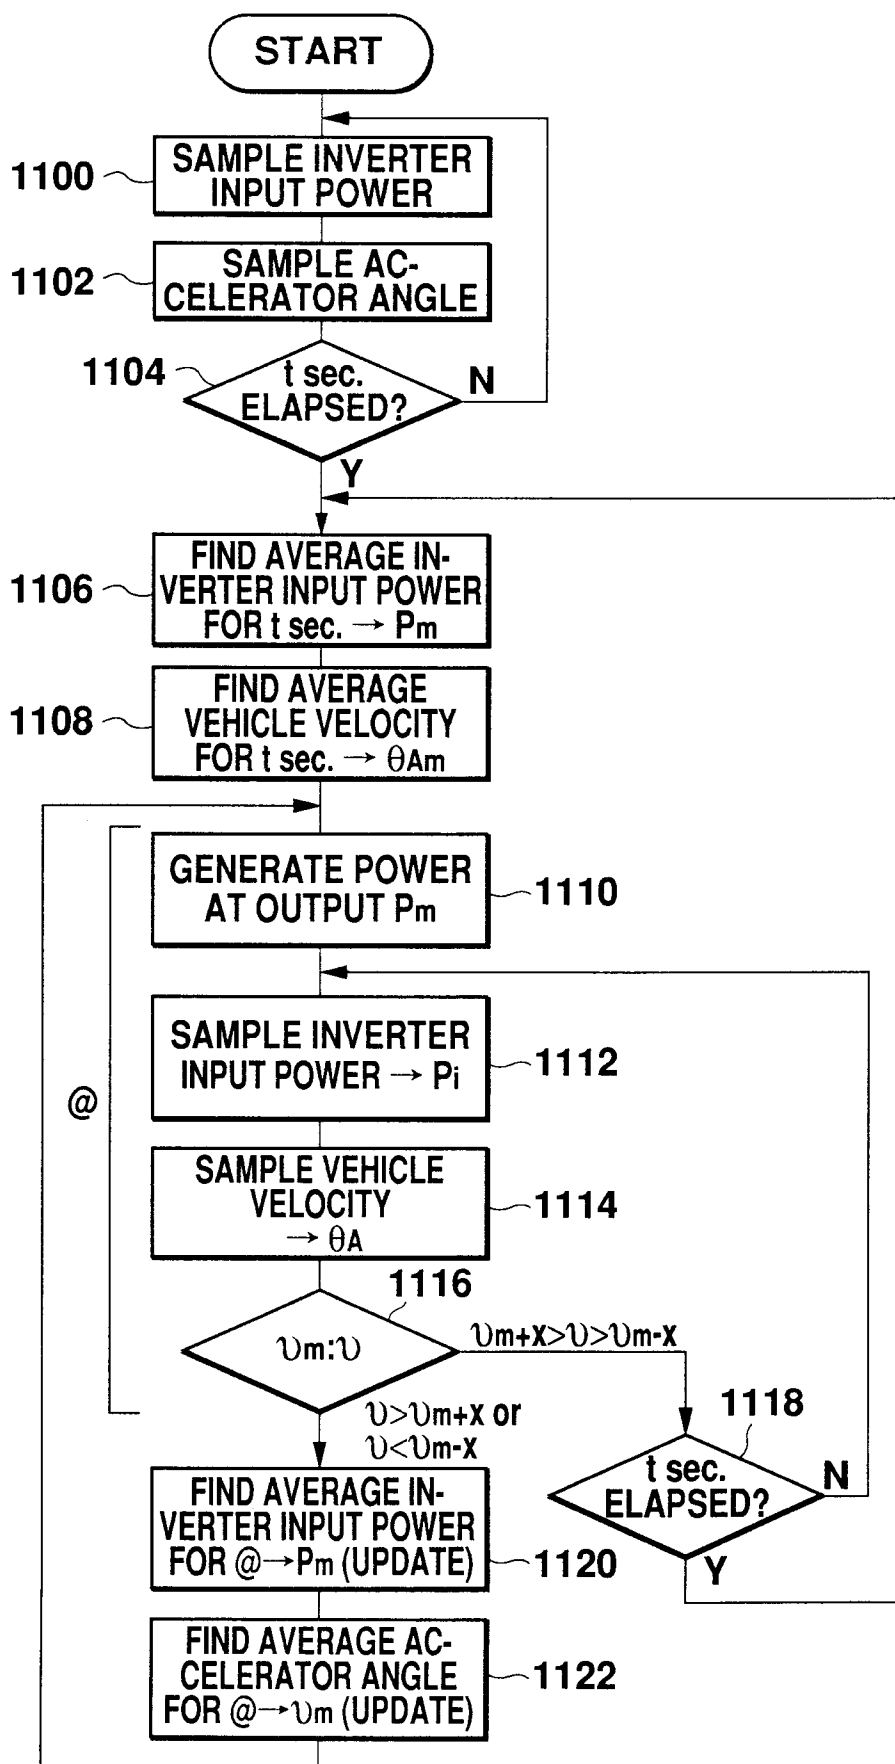 START
1100
SAMPLE INVERTER
INPUT POWER
1102
SAMPLE AC-
CELERATOR ANGLE
1104
t sec.
ELAPSED?
N
Y
1106
FIND AVERAGE IN-
VERTER INPUT POWER
FOR t sec. → Pm
1108
FIND AVERAGE
VEHICLE VELOCITY
FOR t sec. → θAm
@
GENERATE POWER
AT OUTPUT Pm
1110
SAMPLE INVERTER
INPUT POWER → Pi
1112
SAMPLE VEHICLE
VELOCITY
→ θA
1114
1116
υm:υ
υm+x>υ>υm-x
υ>υm+x or
υ<υm-x
1118
t sec.
ELAPSED?
N
Y
FIND AVERAGE IN-
VERTER INPUT POWER
FOR @→Pm (UPDATE)
1120
FIND AVERAGE AC-
CELERATOR ANGLE
FOR @→υm (UPDATE)
1122